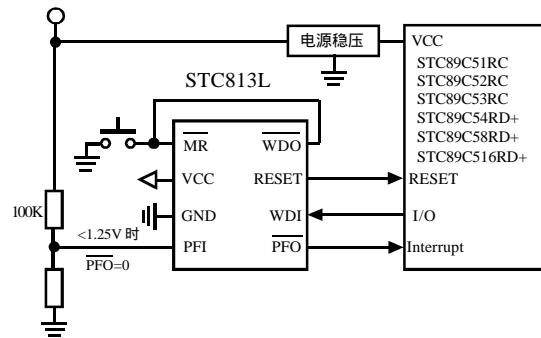 电源稳压
VCC
STC89C51RC
STC89C52RC
STC89C53RC
STC89C54RD+
STC89C58RD+
STC89C516RD+
RESET
I/O
Interrupt
STC813L
MR
WDO
VCC
RESET
GND
WDI
PFI
PFO
100K
<1.25V 时
PFO=0